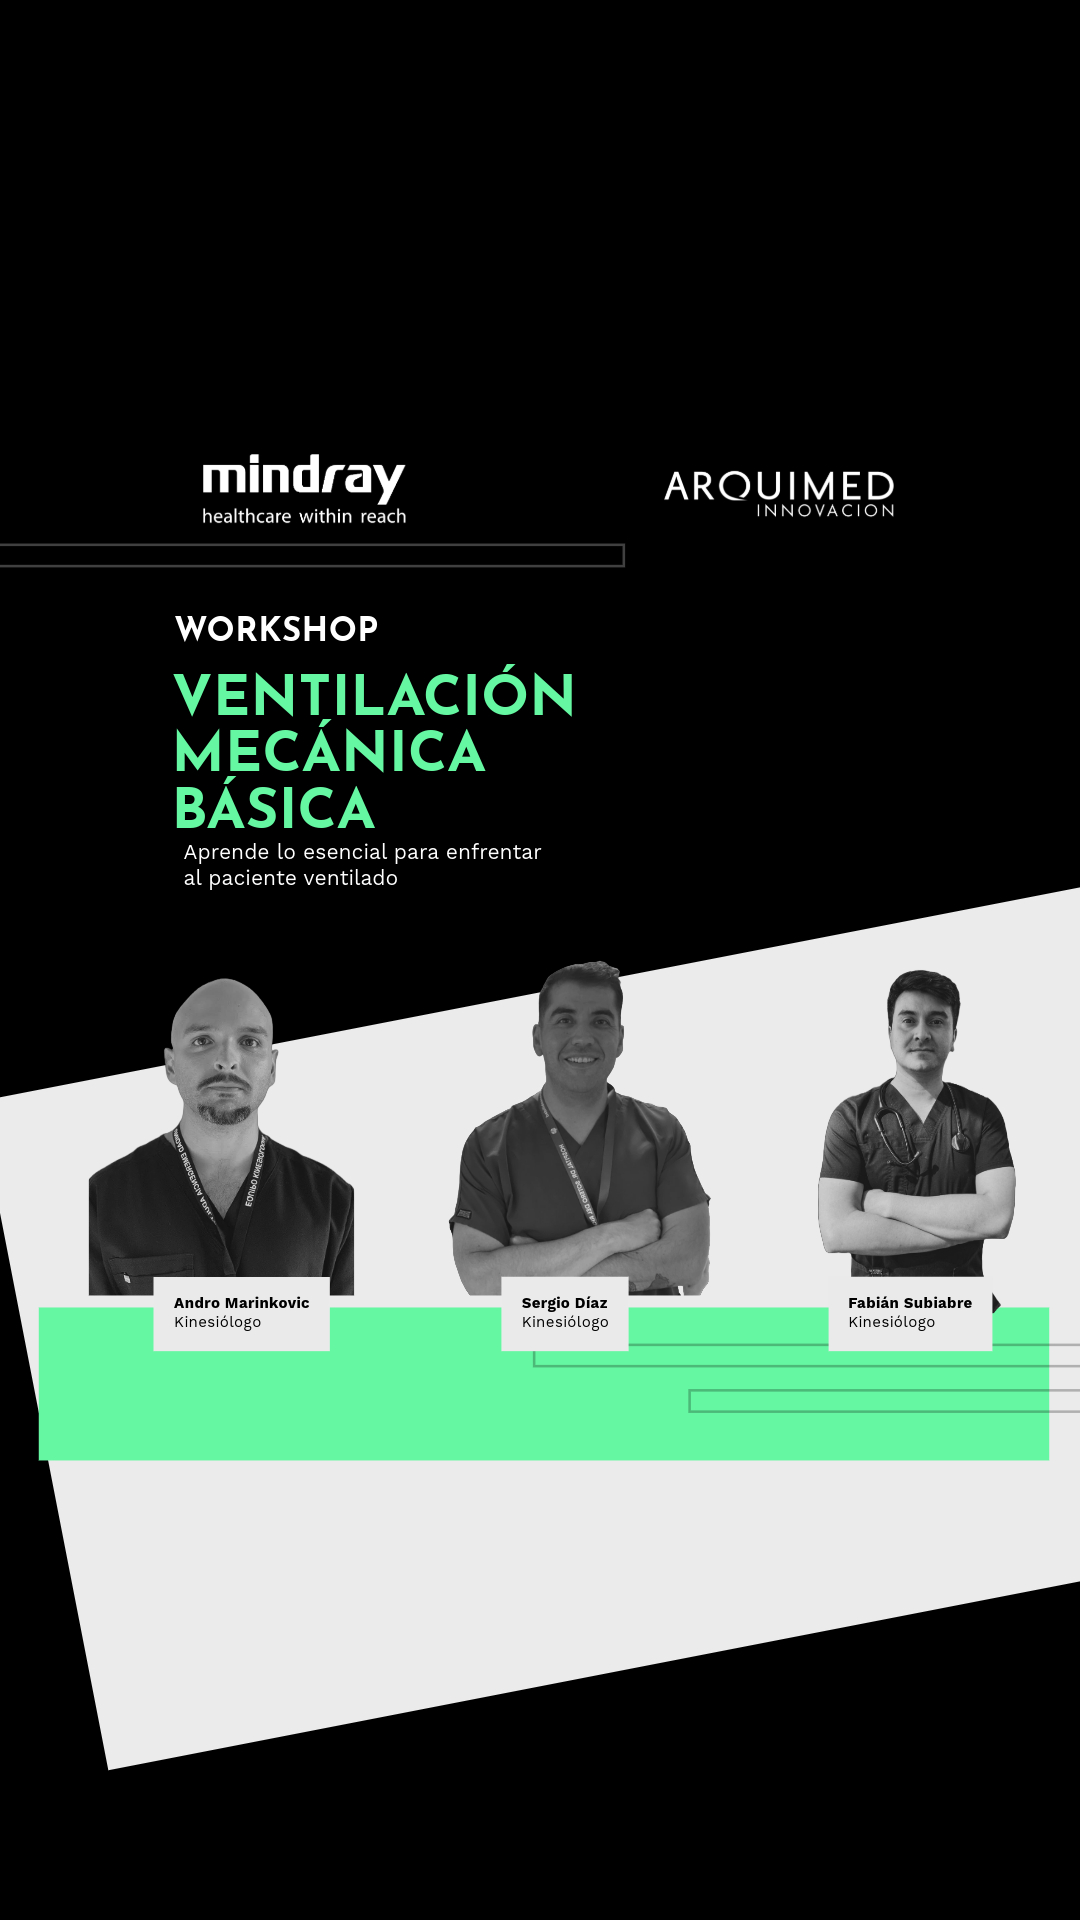 mindray
healthcare within reach
ARQUIMED
INNOVACION
WORKSHOP
VENTILACIÓN
MECÁNICA
BÁSICA
Aprende lo esencial para enfrentar
al paciente ventilado
Andro Marinkovic
Kinesiólogo
Sergio Díaz
Kinesiólogo
Fabián Subiabre
Kinesiólogo